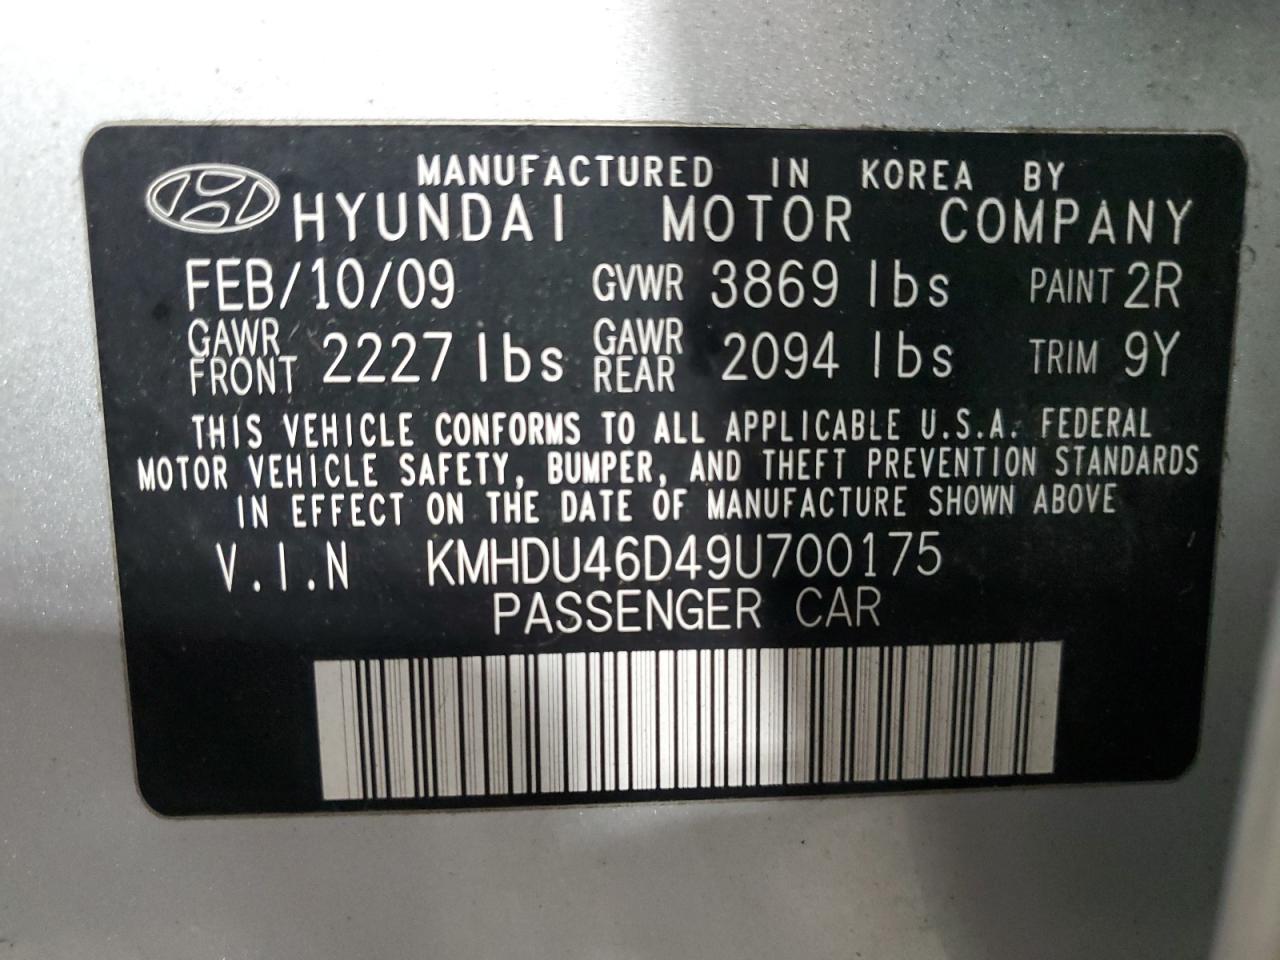 MANUFACTURED IN KOREA BY
HYUNDAI MOTOR COMPANY
FEB/10/09 GVWR 3869 lbs PAINT 2R
GAWR FRONT 2227 lbs GAWR REAR 2094 lbs TRIM 9Y
THIS VEHICLE CONFORMS TO ALL APPLICABLE U.S.A. FEDERAL
MOTOR VEHICLE SAFETY, BUMPER, AND THEFT PREVENTION STANDARDS
IN EFFECT ON THE DATE OF MANUFACTURE SHOWN ABOVE
V.I.N KMHDU46D49U700175
PASSENGER CAR